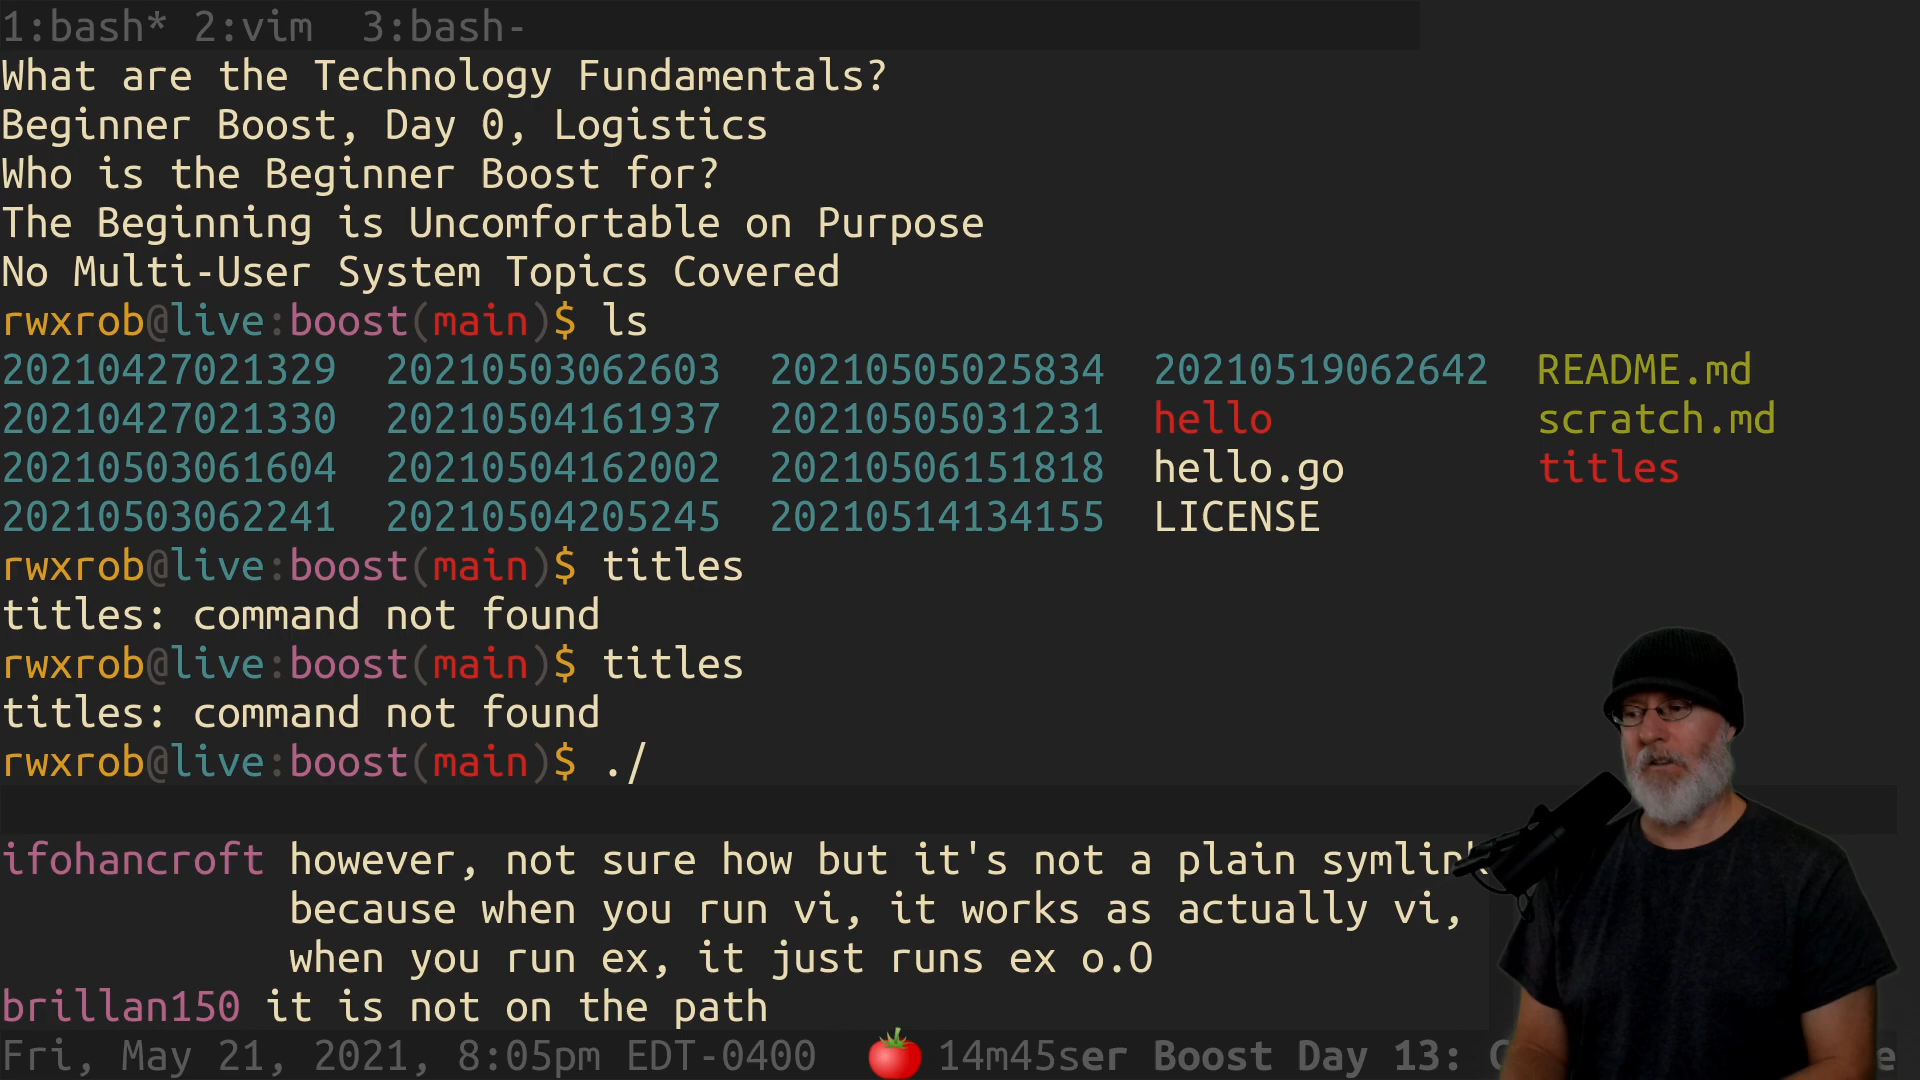 1:bash* 2:vim  3:bash-
What are the Technology Fundamentals?
Beginner Boost, Day 0, Logistics
Who is the Beginner Boost for?
The Beginning is Uncomfortable on Purpose
No Multi-User System Topics Covered
rwxrob@live:boost(main)$ ls
20210427021329  20210503062603  20210505025834  20210519062642  README.md
20210427021330  20210504161937  20210505031231  hello  scratch.md
20210503061604  20210504162002  20210506151818  hello.go  titles
20210503062241  20210504205245  20210514134155  LICENSE
rwxrob@live:boost(main)$ titles
titles: command not found
rwxrob@live:boost(main)$ titles
titles: command not found
rwxrob@live:boost(main)$ ./
ifohancroft however, not sure how but it's not a plain symlink
because when you run vi, it works as actually vi,
when you run ex, it just runs ex o.O
brillan150 it is not on the path
Fri, May 21, 2021, 8:05pm EDT-0400 🍅 14m45ser Boost Day 13: